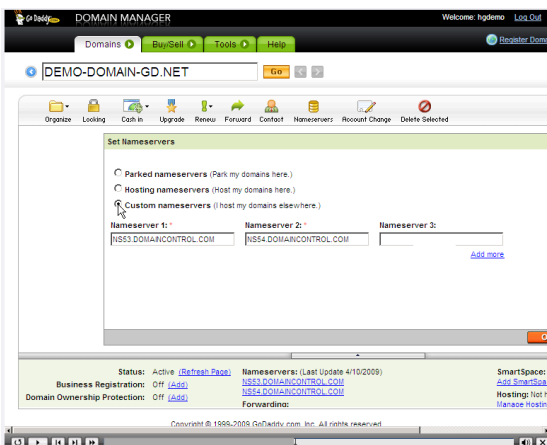 Go Daddy.com DOMAIN MANAGER Welcome: hgdemo Log Out
Domains Buy/Sell Tools Help Register Doma
DEMO-DOMAIN-GD.NET Go
Organize Locking Cash in Upgrade Renew Forward Contact Nameservers Account Change Delete Selected
Set Nameservers
Parked nameservers (Park my domains here.)
Hosting nameservers (Host my domains here.)
Custom nameservers (I host my domains elsewhere.)
Nameserver 1: * Nameserver 2: * Nameserver 3:
NS53.DOMAINCONTROL.COM NS54.DOMAINCONTROL.COM
Add more
O
Status: Active (Refresh Page) Nameservers: (Last Update 4/10/2009) SmartSpace:
Business Registration: Off (Add) NS53.DOMAINCONTROL.COM Add SmartSpa
Domain Ownership Protection: Off (Add) NS54.DOMAINCONTROL.COM Hosting: Not h
Forwarding: Manage Hostin
Copyright © 1999-2009 GoDaddy.com, Inc. All rights reserved.